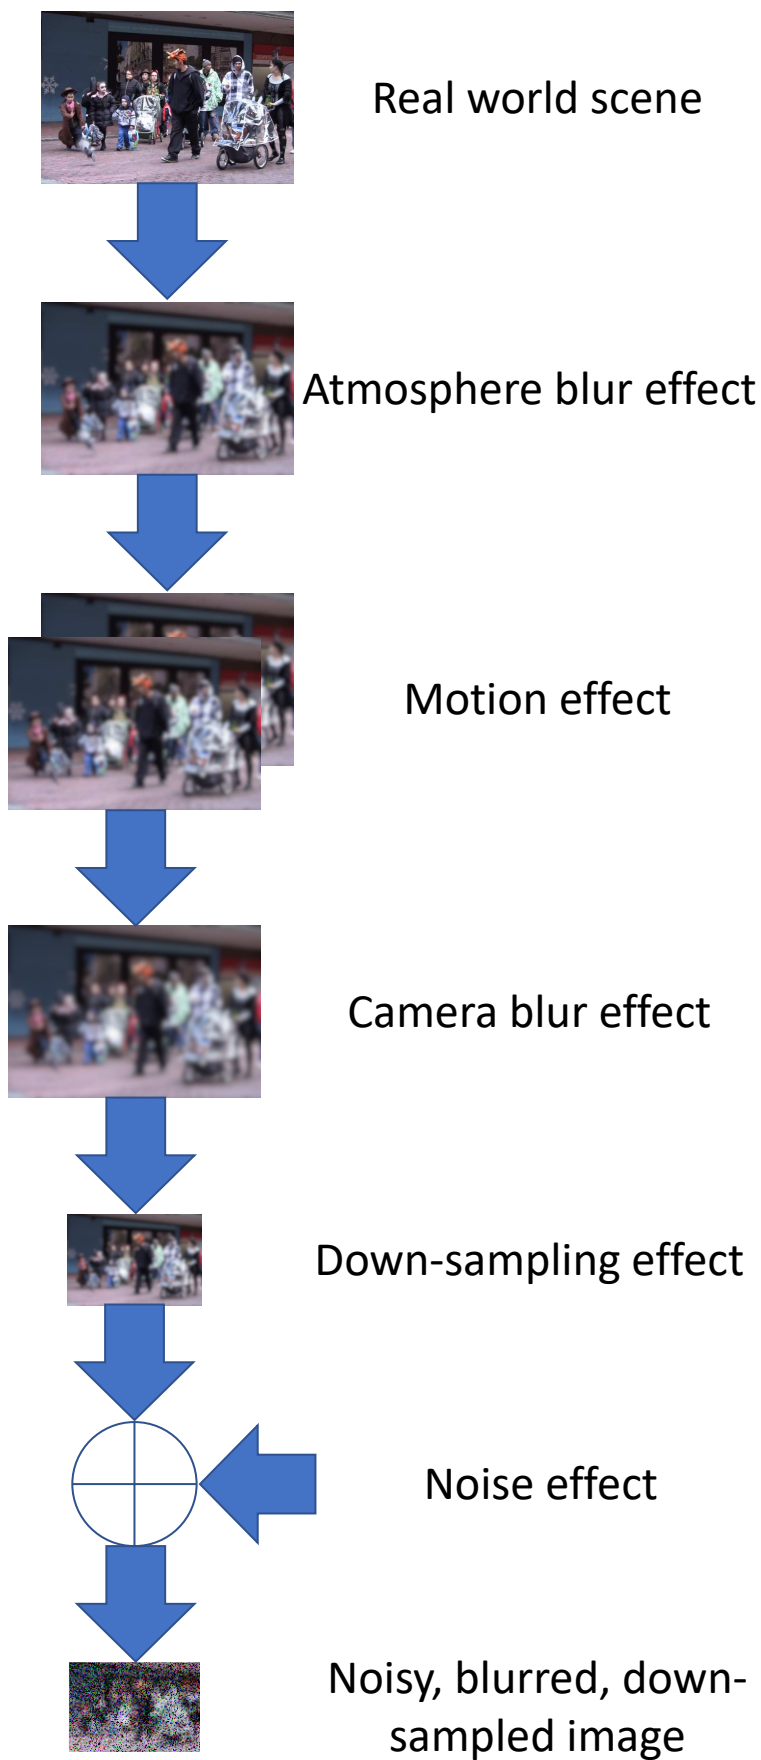 Real world scene
Atmosphere blur effect
Motion effect
Camera blur effect
Down-sampling effect
Noise effect
Noisy, blurred, down-
sampled image